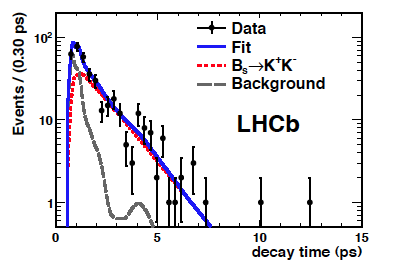 Events / (0.30 ps)
10²
10
1
Data
Fit
Bₛ→K⁺K⁻
Background
LHCb
0 5 10 15
decay time (ps)